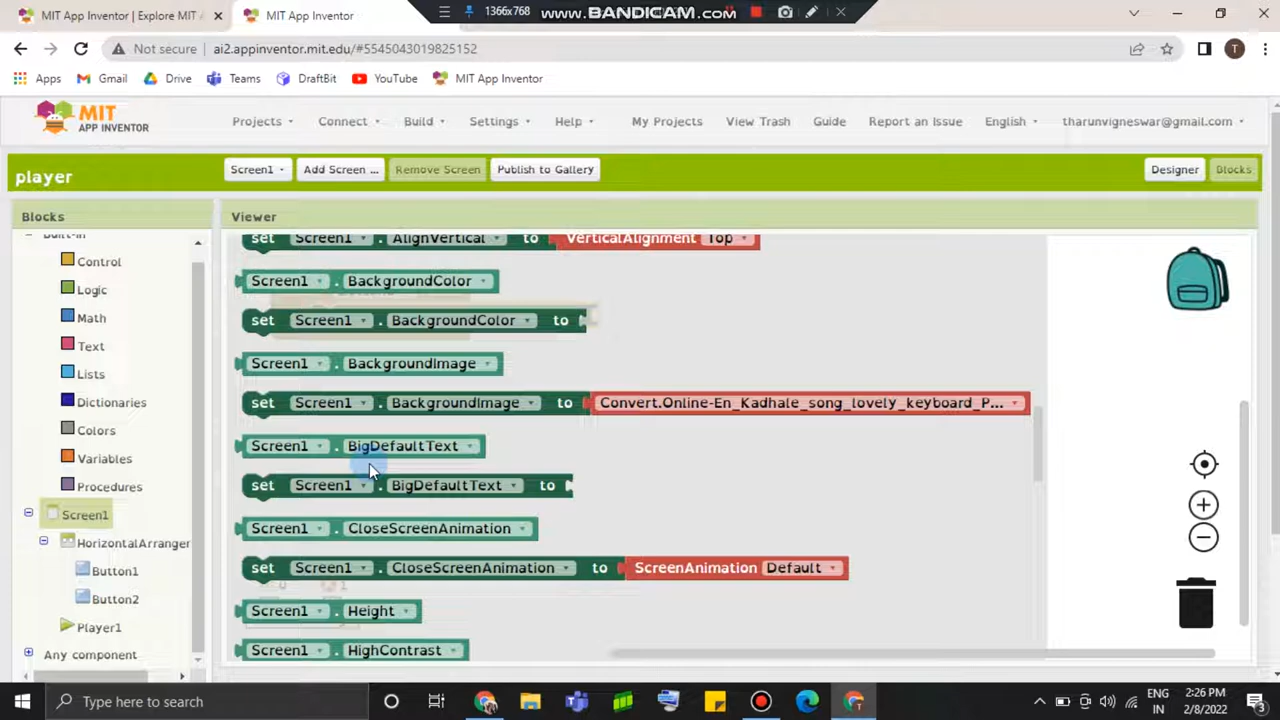 MIT App Inventor | Explore MIT A
MIT App Inventor
1366x768
www.BANDICAM.com
Not secure | ai2.appinventor.mit.edu/#5545043019825152
T
Apps Gmail Drive Teams DraftBit YouTube MIT App Inventor
MIT
APP INVENTOR
Projects Connect Build Settings Help My Projects View Trash Guide Report an Issue English tharunvigneswar@gmail.com
player
Screen1 Add Screen ... Remove Screen Publish to Gallery Designer Blocks
Blocks
Viewer
Built-in
Control
Logic
Math
Text
Lists
Dictionaries
Colors
Variables
Procedures
Screen1
HorizontalArranger
Button1
Button2
Player1
Any component
set Screen1 . AlignVertical to VerticalAlignment Top
Screen1 . BackgroundColor
set Screen1 . BackgroundColor to
Screen1 . BackgroundImage
set Screen1 . BackgroundImage to Convert.Online-En_Kadhale_song_lovely_keyboard_P...
Screen1 . BigDefaultText
set Screen1 . BigDefaultText to
Screen1 . CloseScreenAnimation
set Screen1 . CloseScreenAnimation to ScreenAnimation Default
Screen1 . Height
Screen1 . HighContrast
Type here to search
T
ENG
IN
2:26 PM
2/8/2022
3